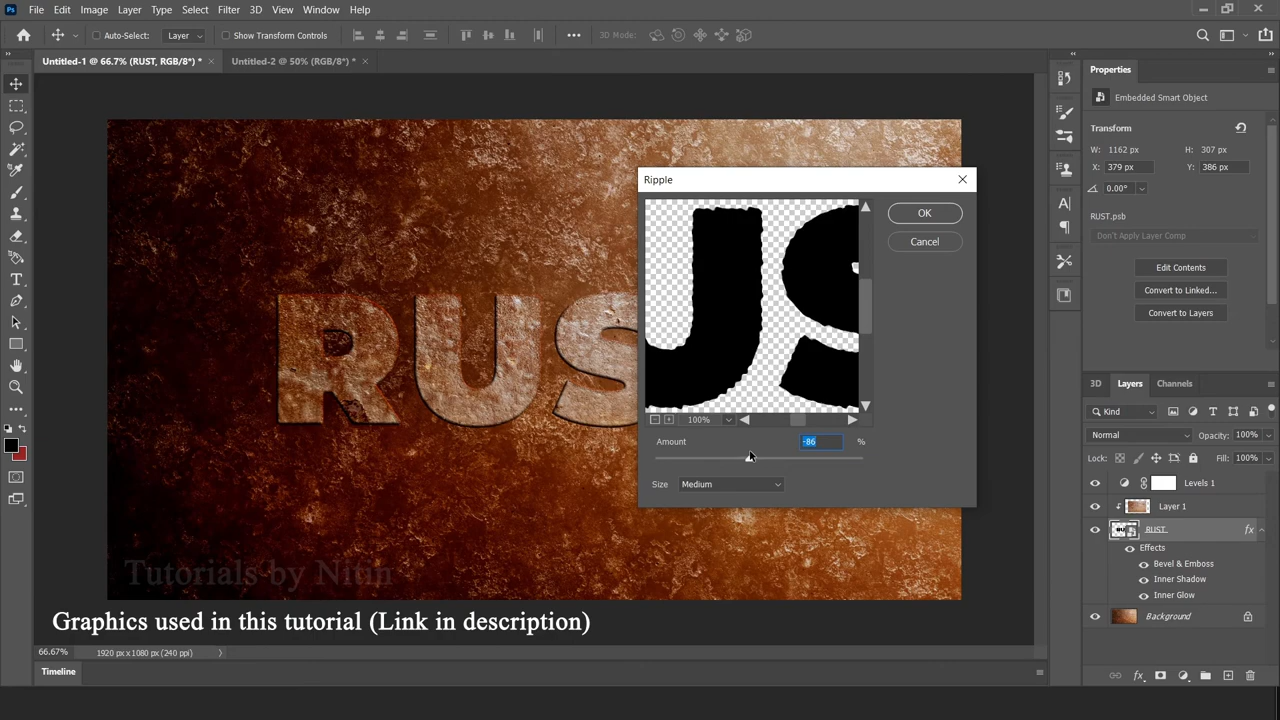 Ps File Edit Image Layer Type Select Filter 3D View Window Help
Auto-Select: Layer Show Transform Controls 3D Mode:
Untitled-1 @ 66.7% (RUST, RGB/8*) * × Untitled-2 @ 50% (RGB/8*) * ×
Properties
Embedded Smart Object
Transform
W: 1162 px H: 307 px
X: 379 px Y: 386 px
0.00°
RUST.psb
Don't Apply Layer Comp
Edit Contents
Convert to Linked...
Convert to Layers
Ripple
OK
Cancel
100%
Amount -86 %
Size Medium
RUS
3D Layers Channels
Kind
Normal Opacity: 100%
Lock: Fill: 100%
Levels 1
Layer 1
RUST fx
Effects
Bevel & Emboss
Inner Shadow
Inner Glow
Background
Tutorials by Nitin
Graphics used in this tutorial (Link in description)
66.67% 1920 px x 1080 px (240 ppi)
Timeline